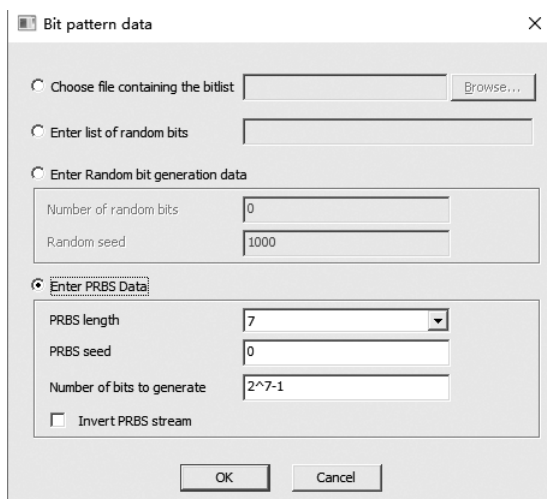 Bit pattern data
Choose file containing the bitlist Browse...
Enter list of random bits
Enter Random bit generation data
Number of random bits 0
Random seed 1000
Enter PRBS Data
PRBS length 7
PRBS seed 0
Number of bits to generate 2^7-1
Invert PRBS stream
OK Cancel